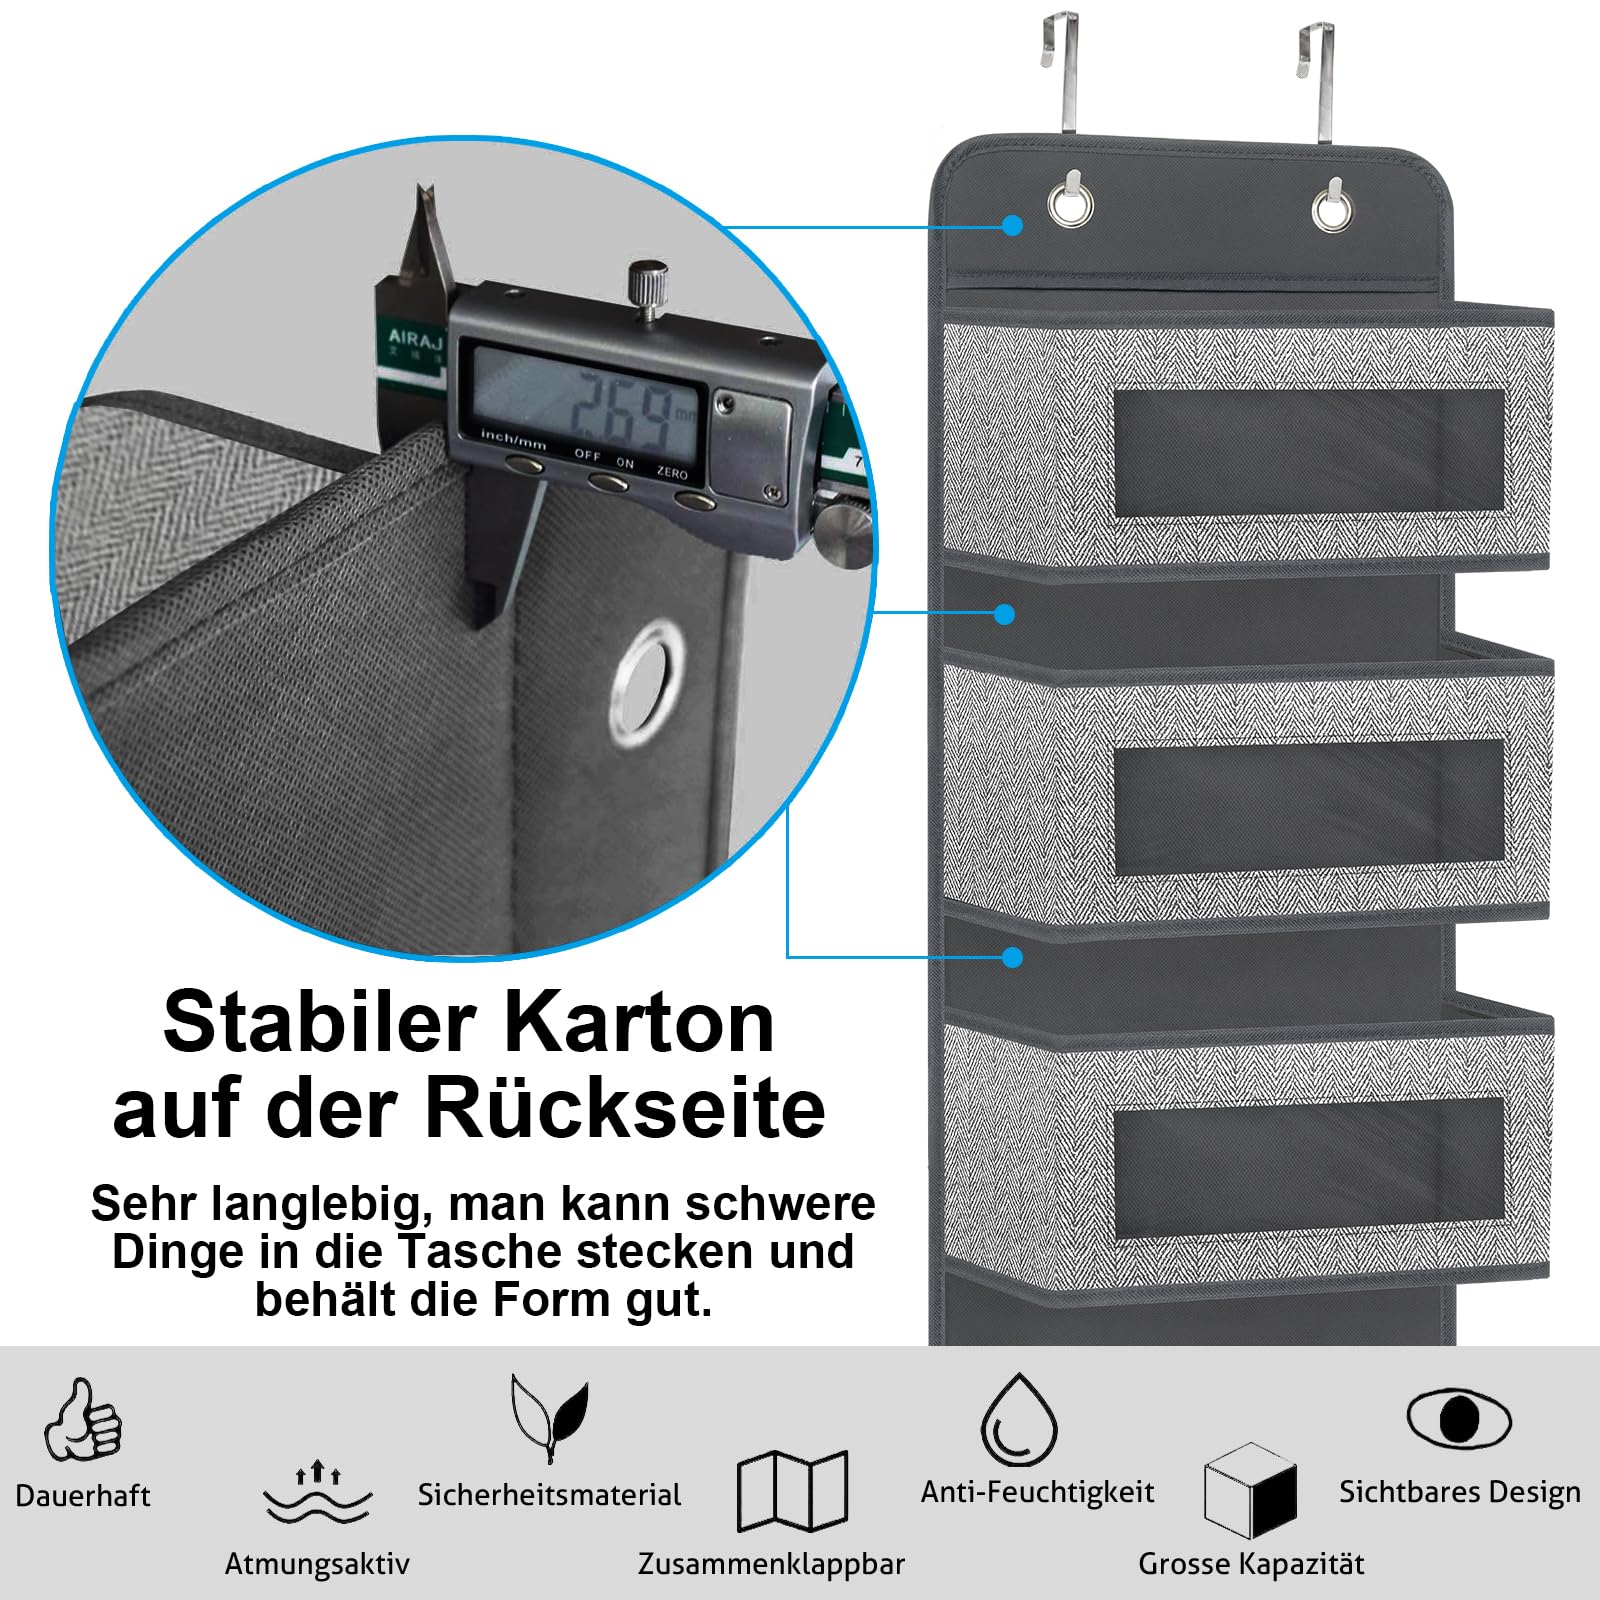 AIRAJ
2.69 mm
inch/mm
OFF ON ZERO
7
Stabiler Karton
auf der Rückseite
Sehr langlebig, man kann schwere
Dinge in die Tasche stecken und
behält die Form gut.
Dauerhaft
Atmungsaktiv
Sicherheitsmaterial
Zusammenklappbar
Anti-Feuchtigkeit
Grosse Kapazität
Sichtbares Design